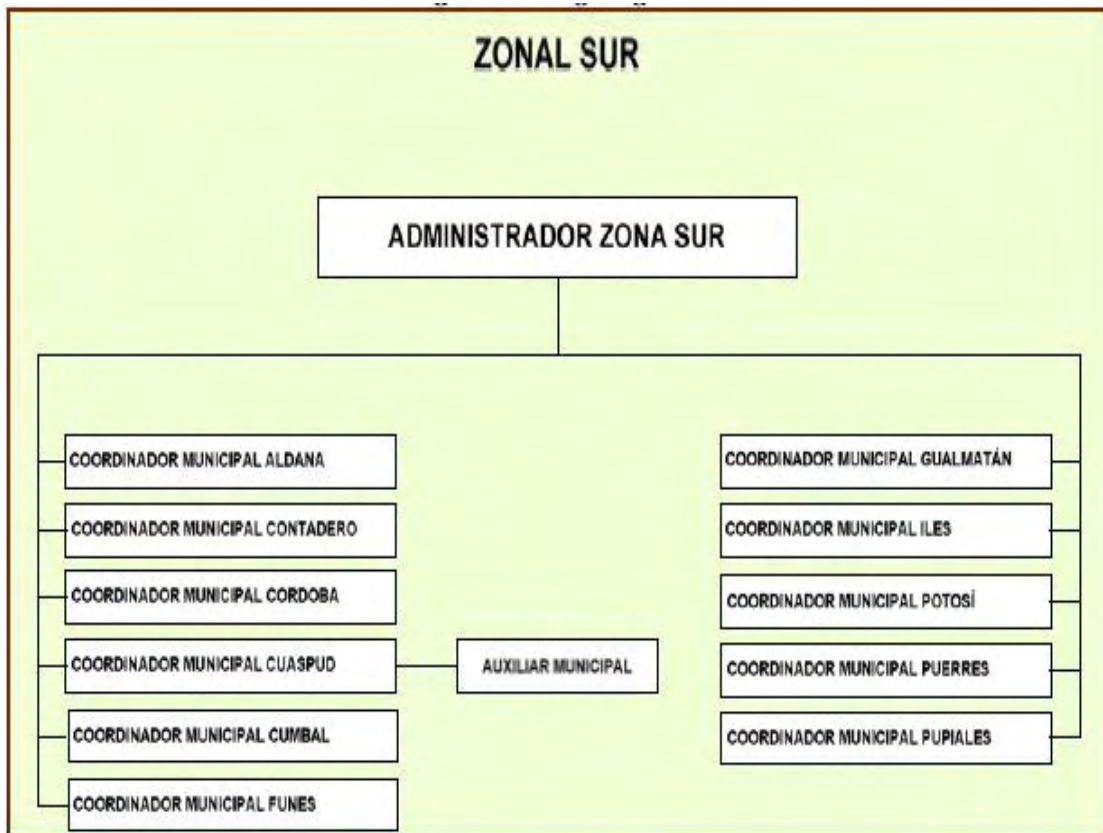 ZONAL SUR
ADMINISTRADOR ZONA SUR
COORDINADOR MUNICIPAL ALDANA
COORDINADOR MUNICIPAL CONTADERO
COORDINADOR MUNICIPAL CORDOBA
COORDINADOR MUNICIPAL CUASPUD
AUXILIAR MUNICIPAL
COORDINADOR MUNICIPAL CUMBAL
COORDINADOR MUNICIPAL FUNES
COORDINADOR MUNICIPAL GUALMATÁN
COORDINADOR MUNICIPAL ILES
COORDINADOR MUNICIPAL POTOSÍ
COORDINADOR MUNICIPAL PUERRES
COORDINADOR MUNICIPAL PUPIALES